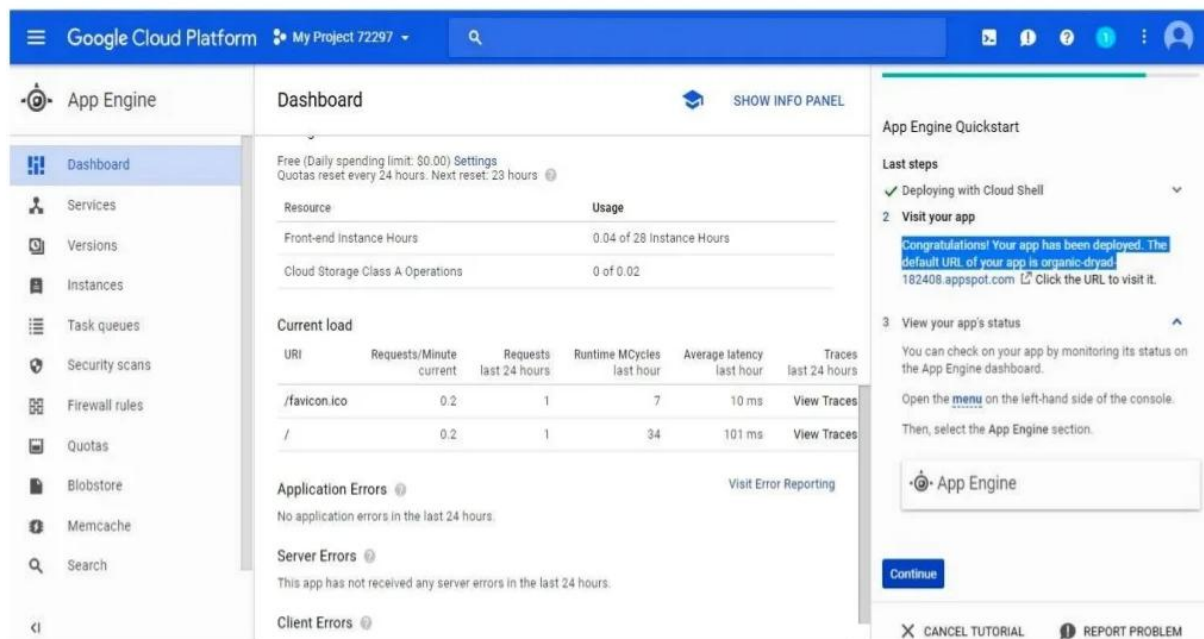 Google Cloud Platform
My Project 72297
1
App Engine
Dashboard
Services
Versions
Instances
Task queues
Security scans
Firewall rules
Quotas
Blobstore
Memcache
Search
Dashboard
SHOW INFO PANEL
Free (Daily spending limit: $0.00) Settings
Quotas reset every 24 hours. Next reset: 23 hours
Resource Usage
Front-end Instance Hours 0.04 of 28 Instance Hours
Cloud Storage Class A Operations 0 of 0.02
Current load
URI Requests/Minute Requests Runtime MCycles Average latency Traces
current last 24 hours last hour last hour last 24 hours
/favicon.ico 0.2 1 7 10 ms View Traces
/ 0.2 1 34 101 ms View Traces
Application Errors Visit Error Reporting
No application errors in the last 24 hours.
Server Errors
This app has not received any server errors in the last 24 hours.
Client Errors
App Engine Quickstart
Last steps
Deploying with Cloud Shell
2 Visit your app
Congratulations! Your app has been deployed. The
default URL of your app is organic-dryad-
182408.appspot.com Click the URL to visit it.
3 View your app's status
You can check on your app by monitoring its status on
the App Engine dashboard.
Open the menu on the left-hand side of the console.
Then, select the App Engine section.
App Engine
Continue
CANCEL TUTORIAL REPORT PROBLEM